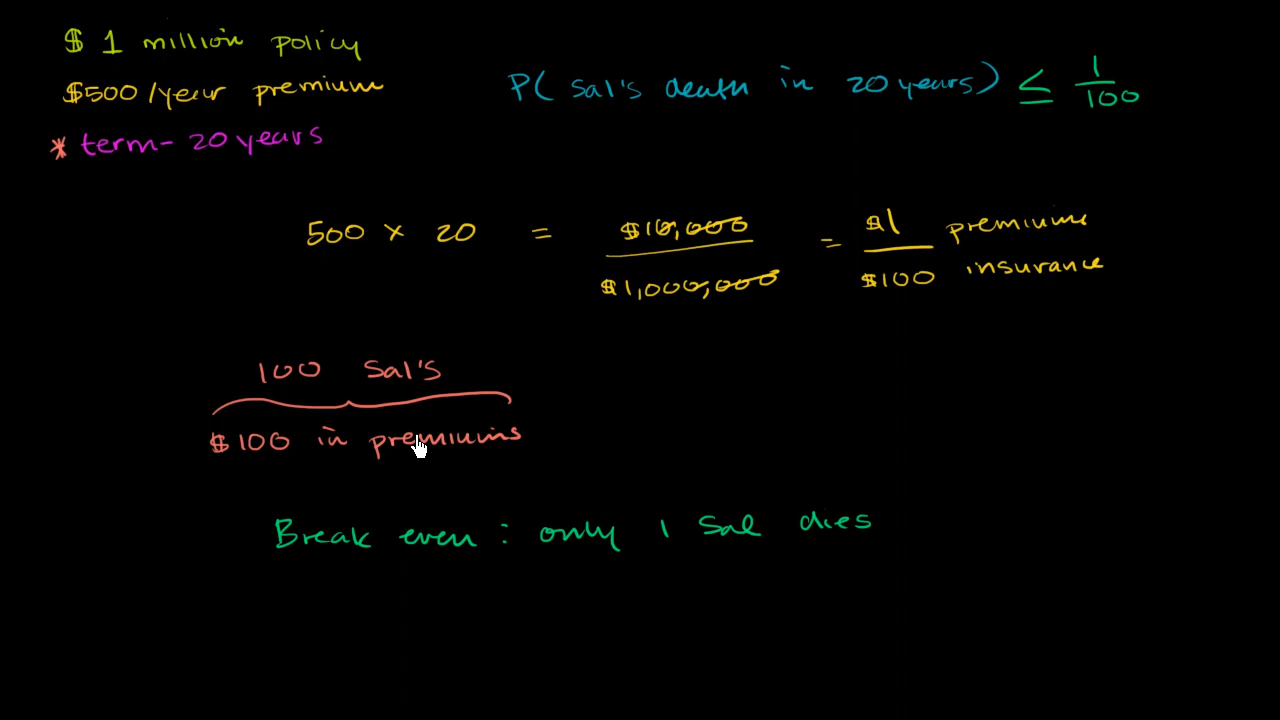 $ 1 million policy
$500/year premium
* term- 20 years
P( Sal's death in 20 years) ≤ 1/100
500 × 20 = $10,000/$1,000,000 = $1/$100 premiums insurance
100 Sal's
$100 in premiums
Break even : only 1 Sal dies